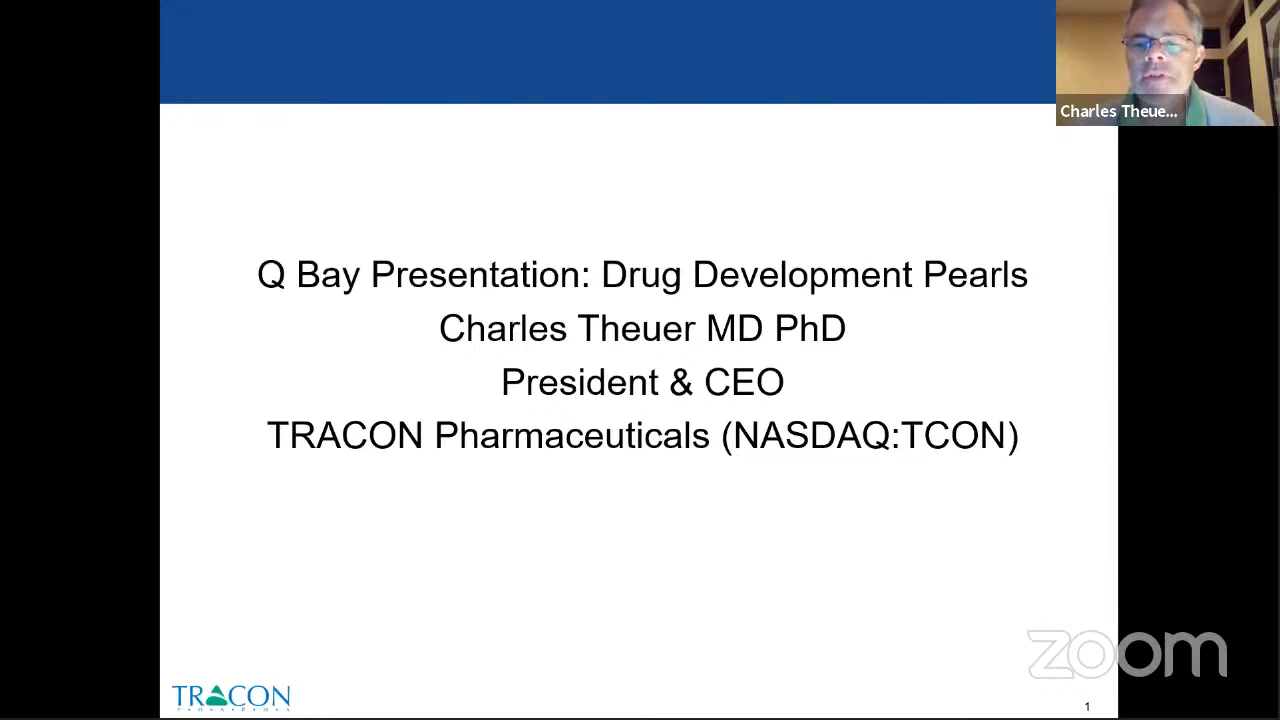 Charles Theue...
Q Bay Presentation: Drug Development Pearls
Charles Theuer MD PhD
President & CEO
TRACON Pharmaceuticals (NASDAQ:TCON)
zoom
TRACON
P•H•A•R•M•A
1